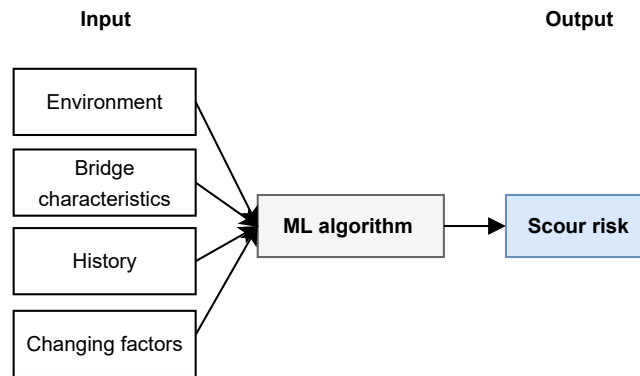 Input
Output
Environment
Bridge
characteristics
History
Changing factors
ML algorithm
Scour risk